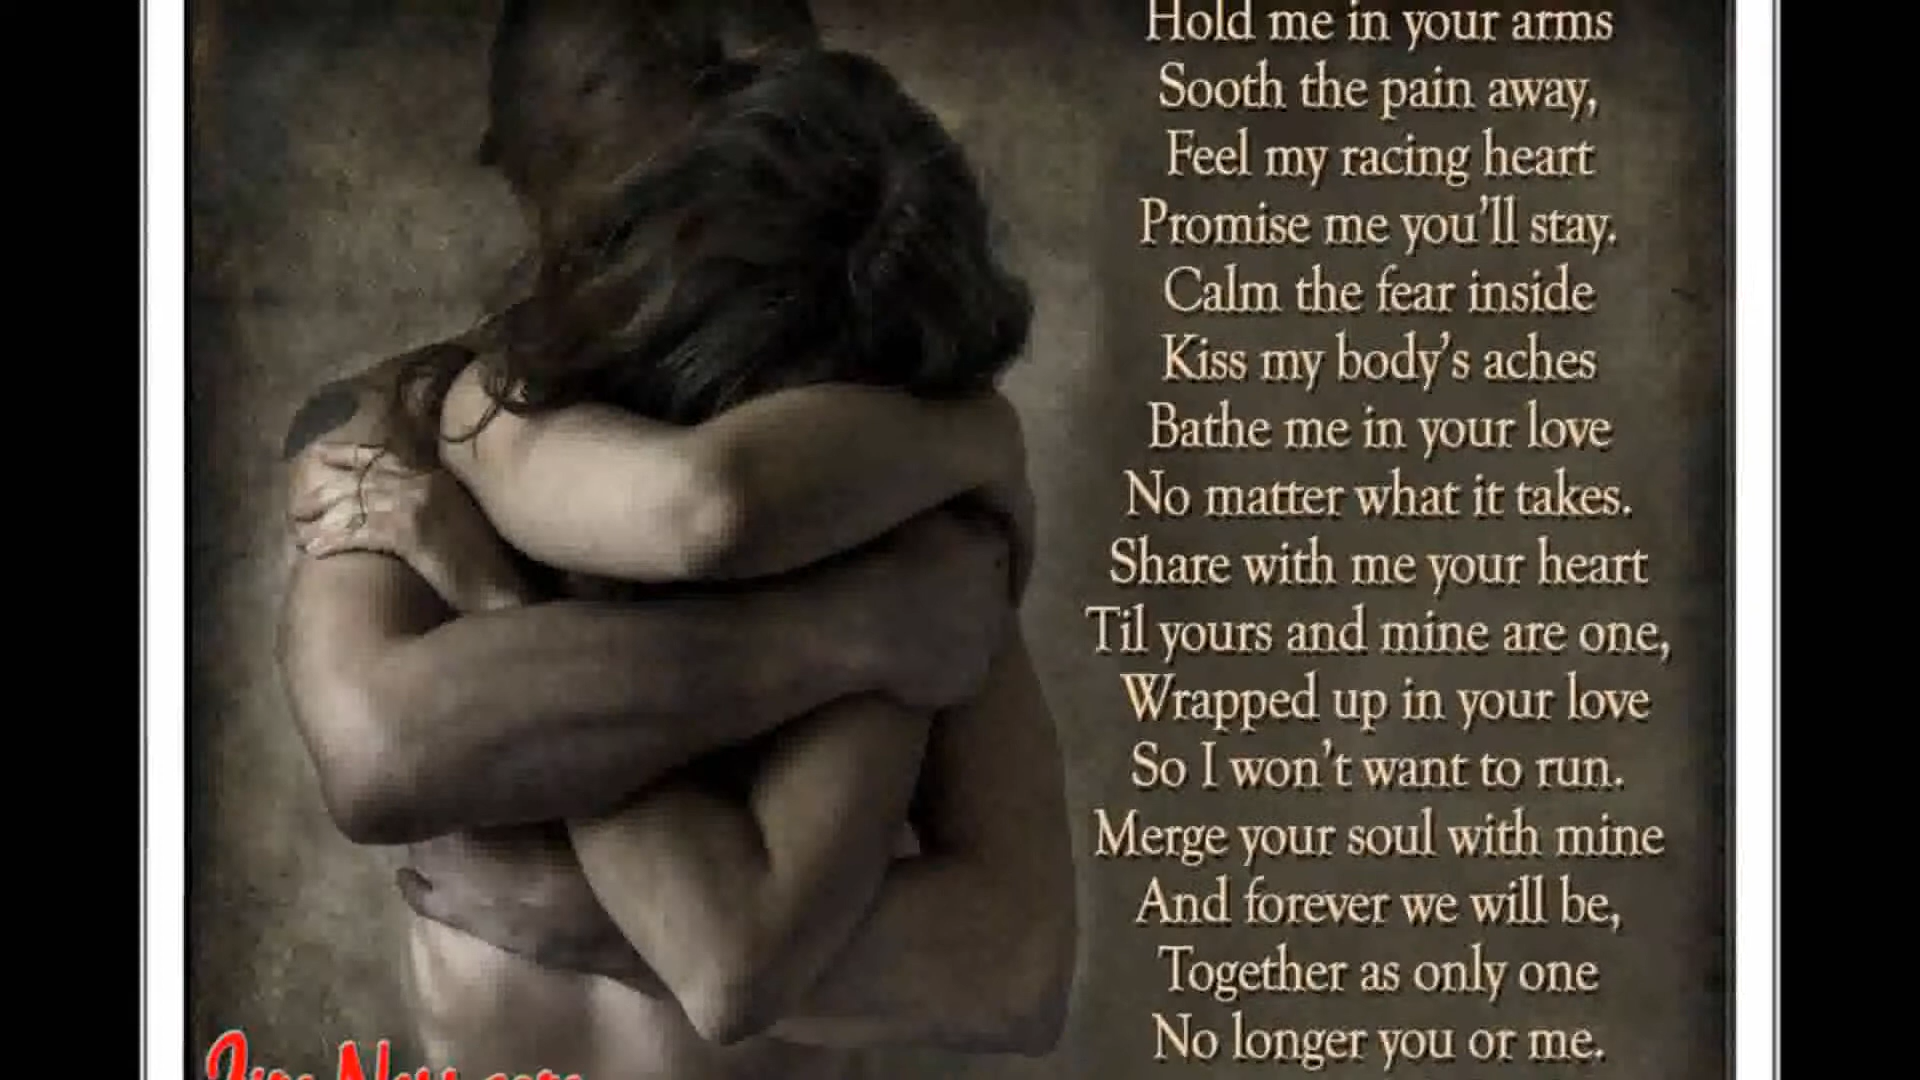 Hold me in your arms
Sooth the pain away,
Feel my racing heart
Promise me you'll stay.
Calm the fear inside
Kiss my body's aches
Bathe me in your love
No matter what it takes.
Share with me your heart
Til yours and mine are one,
Wrapped up in your love
So I won't want to run.
Merge your soul with mine
And forever we will be,
Together as only one
No longer you or me.